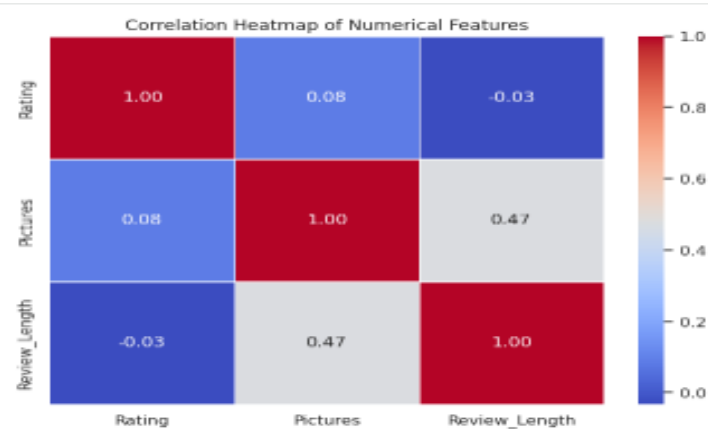 Correlation Heatmap of Numerical Features
Rating 1.00 0.08 -0.03
Pictures 0.08 1.00 0.47
Review_Length -0.03 0.47 1.00
Rating Pictures Review_Length
1.0
0.8
0.6
0.4
0.2
0.0